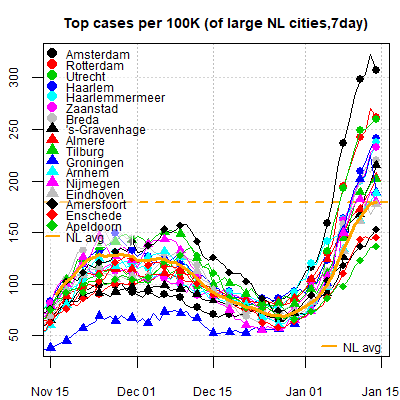 Top cases per 100K (of large NL cities,7day)
Amsterdam
Rotterdam
Utrecht
Haarlem
Haarlemmermeer
Zaanstad
Breda
's-Gravenhage
Almere
Tilburg
Groningen
Arnhem
Nijmegen
Eindhoven
Amersfoort
Enschede
Apeldoorn
NL avg
300
250
200
150
100
50
NL avg
Nov 15
Dec 01
Dec 15
Jan 01
Jan 15